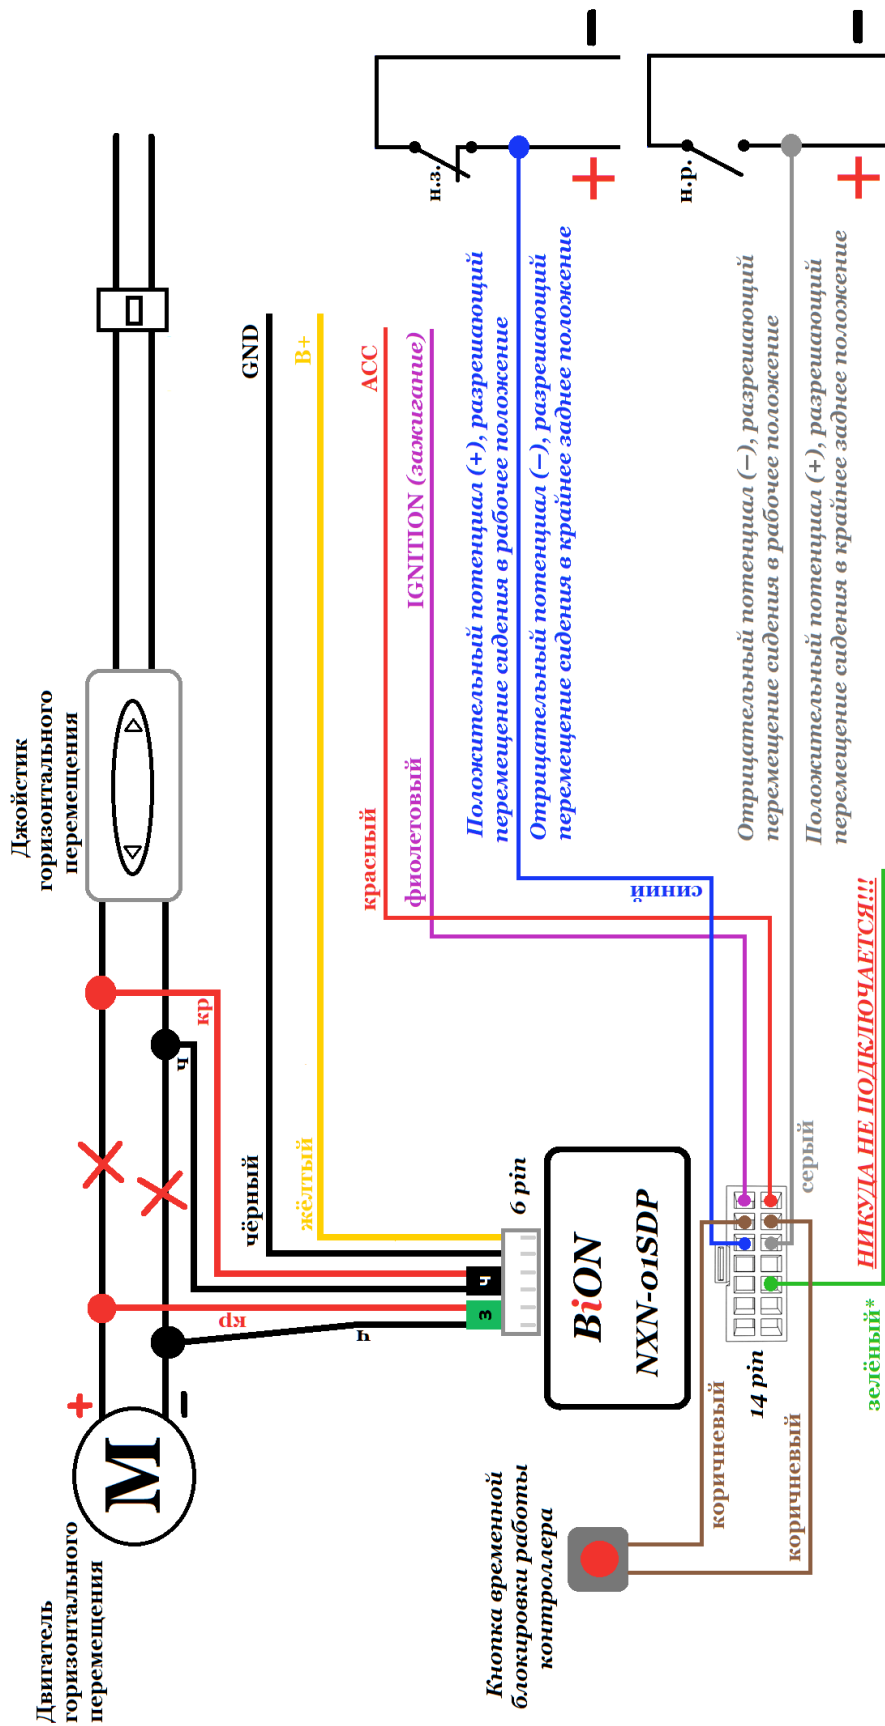 Двигатель
горизонтального
перемещения
M
+
−
Джойстик
горизонтального
перемещения
кр
ч
кр
ч
чёрный
GND
жёлтый
B+
красный
ACC
фиолетовый
IGNITION (зажигание)
З
Ч
6 pin
BiON
NXN-01SDP
14 pin
Кнопка временной
блокировки работы
контроллера
коричневый
коричневый
синий
серый
зелёный*
НИКУДА НЕ ПОДКЛЮЧАЕТСЯ!!!
Положительный потенциал (+), разрешающий
перемещение сидения в рабочее положение
Отрицательный потенциал (−), разрешающий
перемещение сидения в крайнее заднее положение
н.з.
+
−
Отрицательный потенциал (−), разрешающий
перемещение сидения в рабочее положение
Положительный потенциал (+), разрешающий
перемещение сидения в крайнее заднее положение
н.р.
+
−